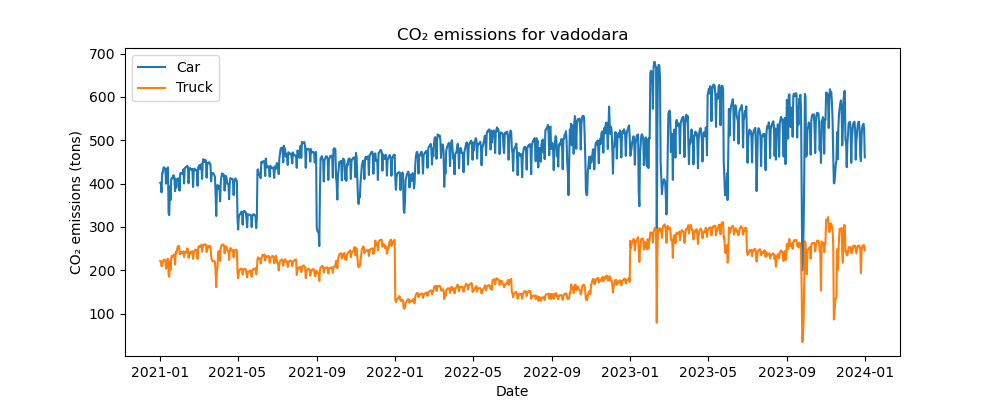 CO₂ emissions for vadodara
Car
Truck
CO₂ emissions (tons)
700
600
500
400
300
200
100
2021-01 2021-05 2021-09 2022-01 2022-05 2022-09 2023-01 2023-05 2023-09 2024-01
Date